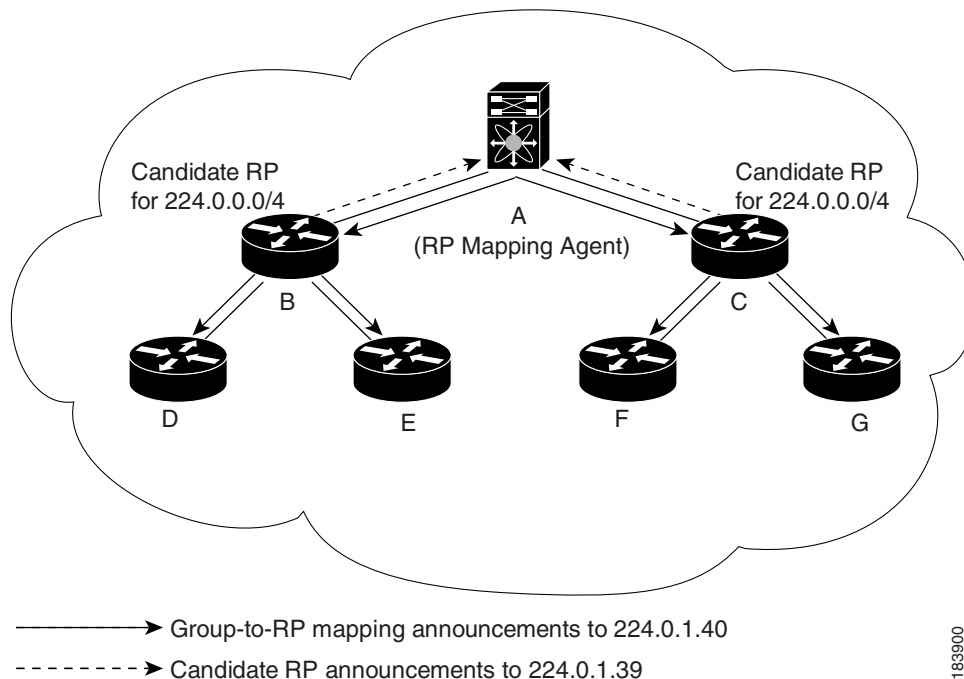 Candidate RP
for 224.0.0.0/4
Candidate RP
for 224.0.0.0/4
A
(RP Mapping Agent)
B
C
D
E
F
G
Group-to-RP mapping announcements to 224.0.1.40
Candidate RP announcements to 224.0.1.39
183900